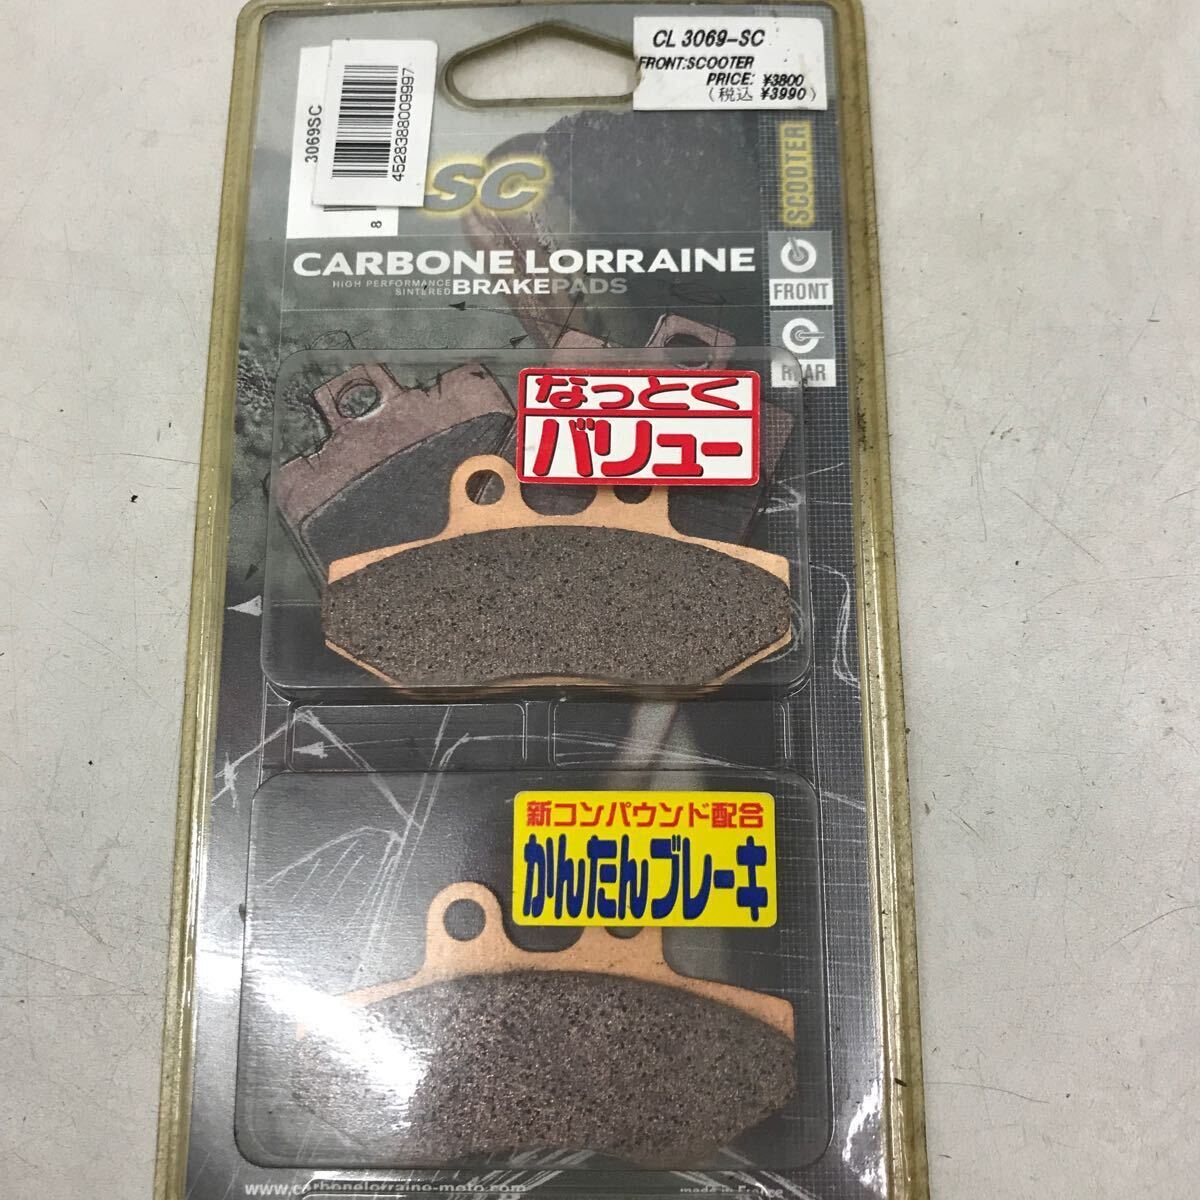 CL 3069-SC
FRONT:SCOOTER
PRICE: ¥3800
(税込 ¥3990)
3069SC
4528388009997
8
SC
SCOOTER
CARBONE LORRAINE
HIGH PERFORMANCE
SINTERED BRAKEPADS
FRONT
REAR
なっとく
バリュー
新コンパウンド配合
かんたんブレーキ
www.carbonelorraine-moto.com
made in France